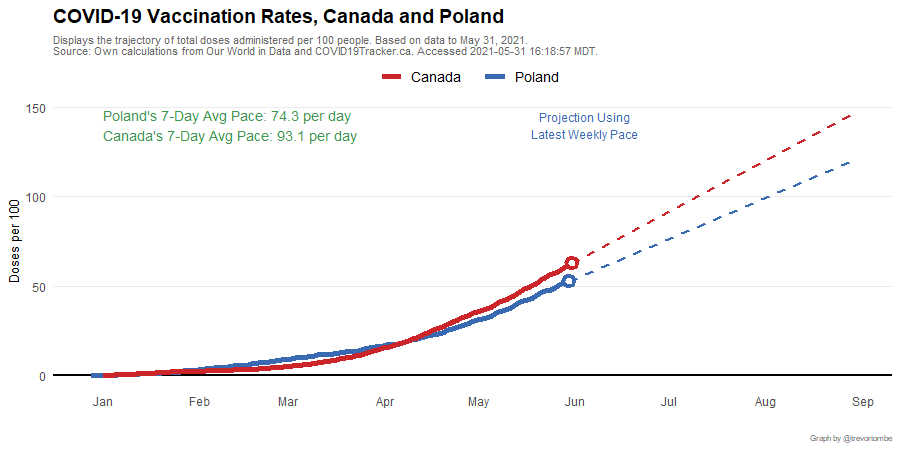 COVID-19 Vaccination Rates, Canada and Poland
Displays the trajectory of total doses administered per 100 people. Based on data to May 31, 2021.
Source: Own calculations from Our World in Data and COVID19Tracker.ca. Accessed 2021-05-31 16:18:57 MDT.
Canada Poland
150
Poland's 7-Day Avg Pace: 74.3 per day
Canada's 7-Day Avg Pace: 93.1 per day
Projection Using
Latest Weekly Pace
100
Doses per 100
50
0
Jan Feb Mar Apr May Jun Jul Aug Sep
Graph by @trevortombe